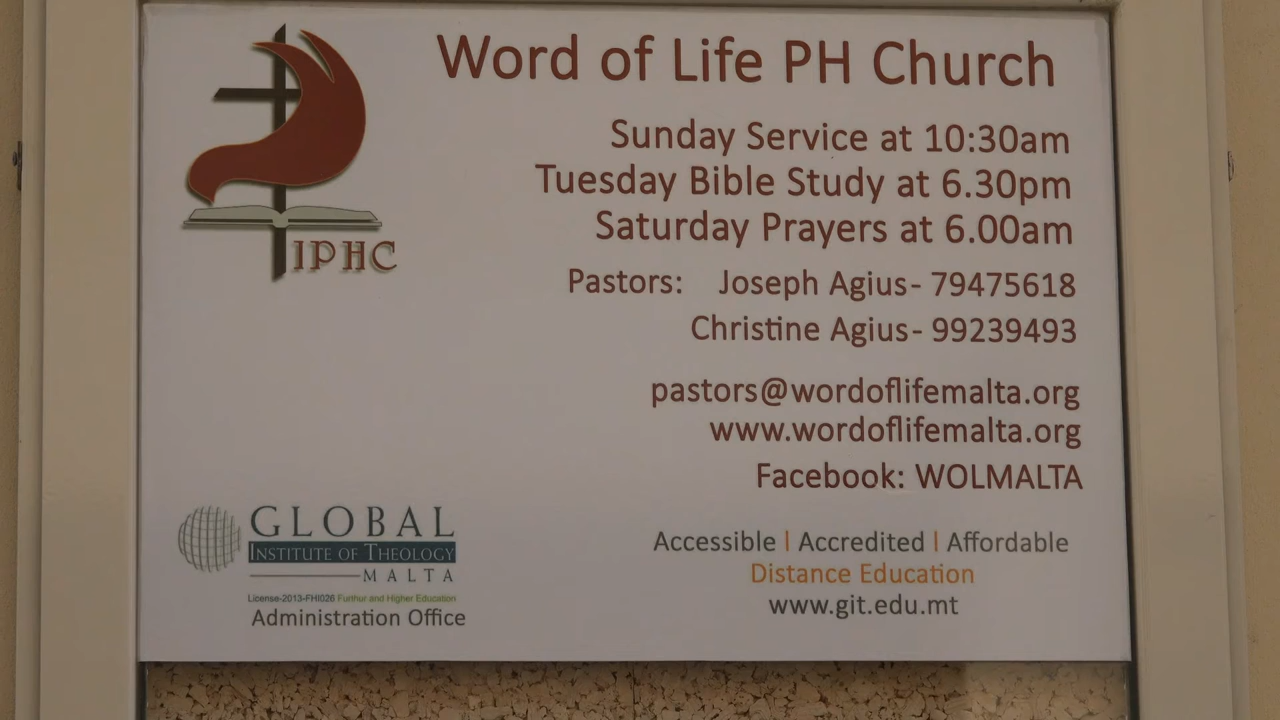 Word of Life PH Church
Sunday Service at 10:30am
Tuesday Bible Study at 6.30pm
Saturday Prayers at 6.00am
IPHC
Pastors: Joseph Agius- 79475618
Christine Agius- 99239493
pastors@wordoflifemalta.org
www.wordoflifemalta.org
Facebook: WOLMALTA
GLOBAL
INSTITUTE OF THEOLOGY
MALTA
License-2013-FHI026 Furthur and Higher Education
Administration Office
Accessible | Accredited | Affordable
Distance Education
www.git.edu.mt